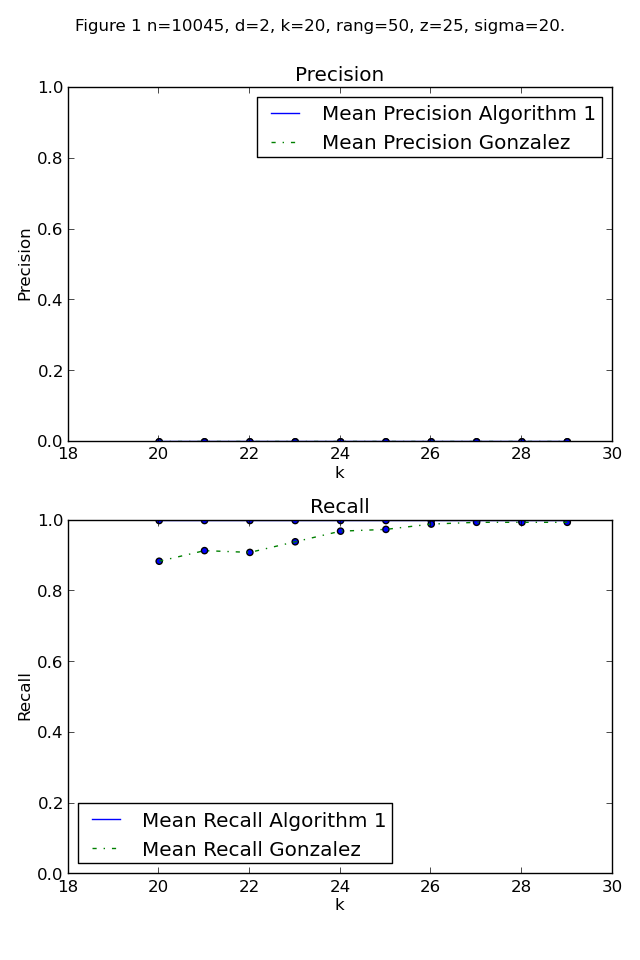 Figure 1 n=10045, d=2, k=20, rang=50, z=25, sigma=20.
Precision
1.0
0.8
0.6
0.4
0.2
0.0
Precision
Mean Precision Algorithm 1
Mean Precision Gonzalez
18 20 22 24 26 28 30
k
Recall
1.0
0.8
0.6
0.4
0.2
0.0
Recall
Mean Recall Algorithm 1
Mean Recall Gonzalez
18 20 22 24 26 28 30
k